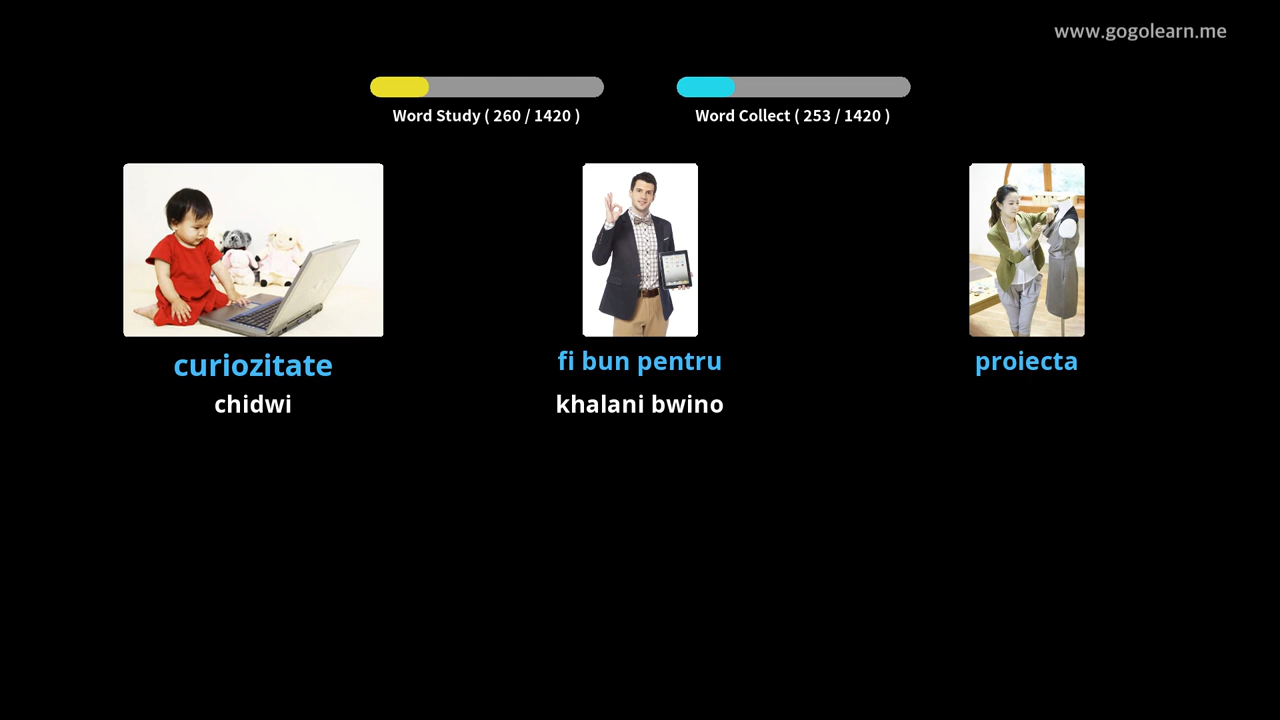 www.gogolearn.me
Word Study ( 260 / 1420 )
Word Collect ( 253 / 1420 )
curiozitate
chidwi
fi bun pentru
khalani bwino
proiecta